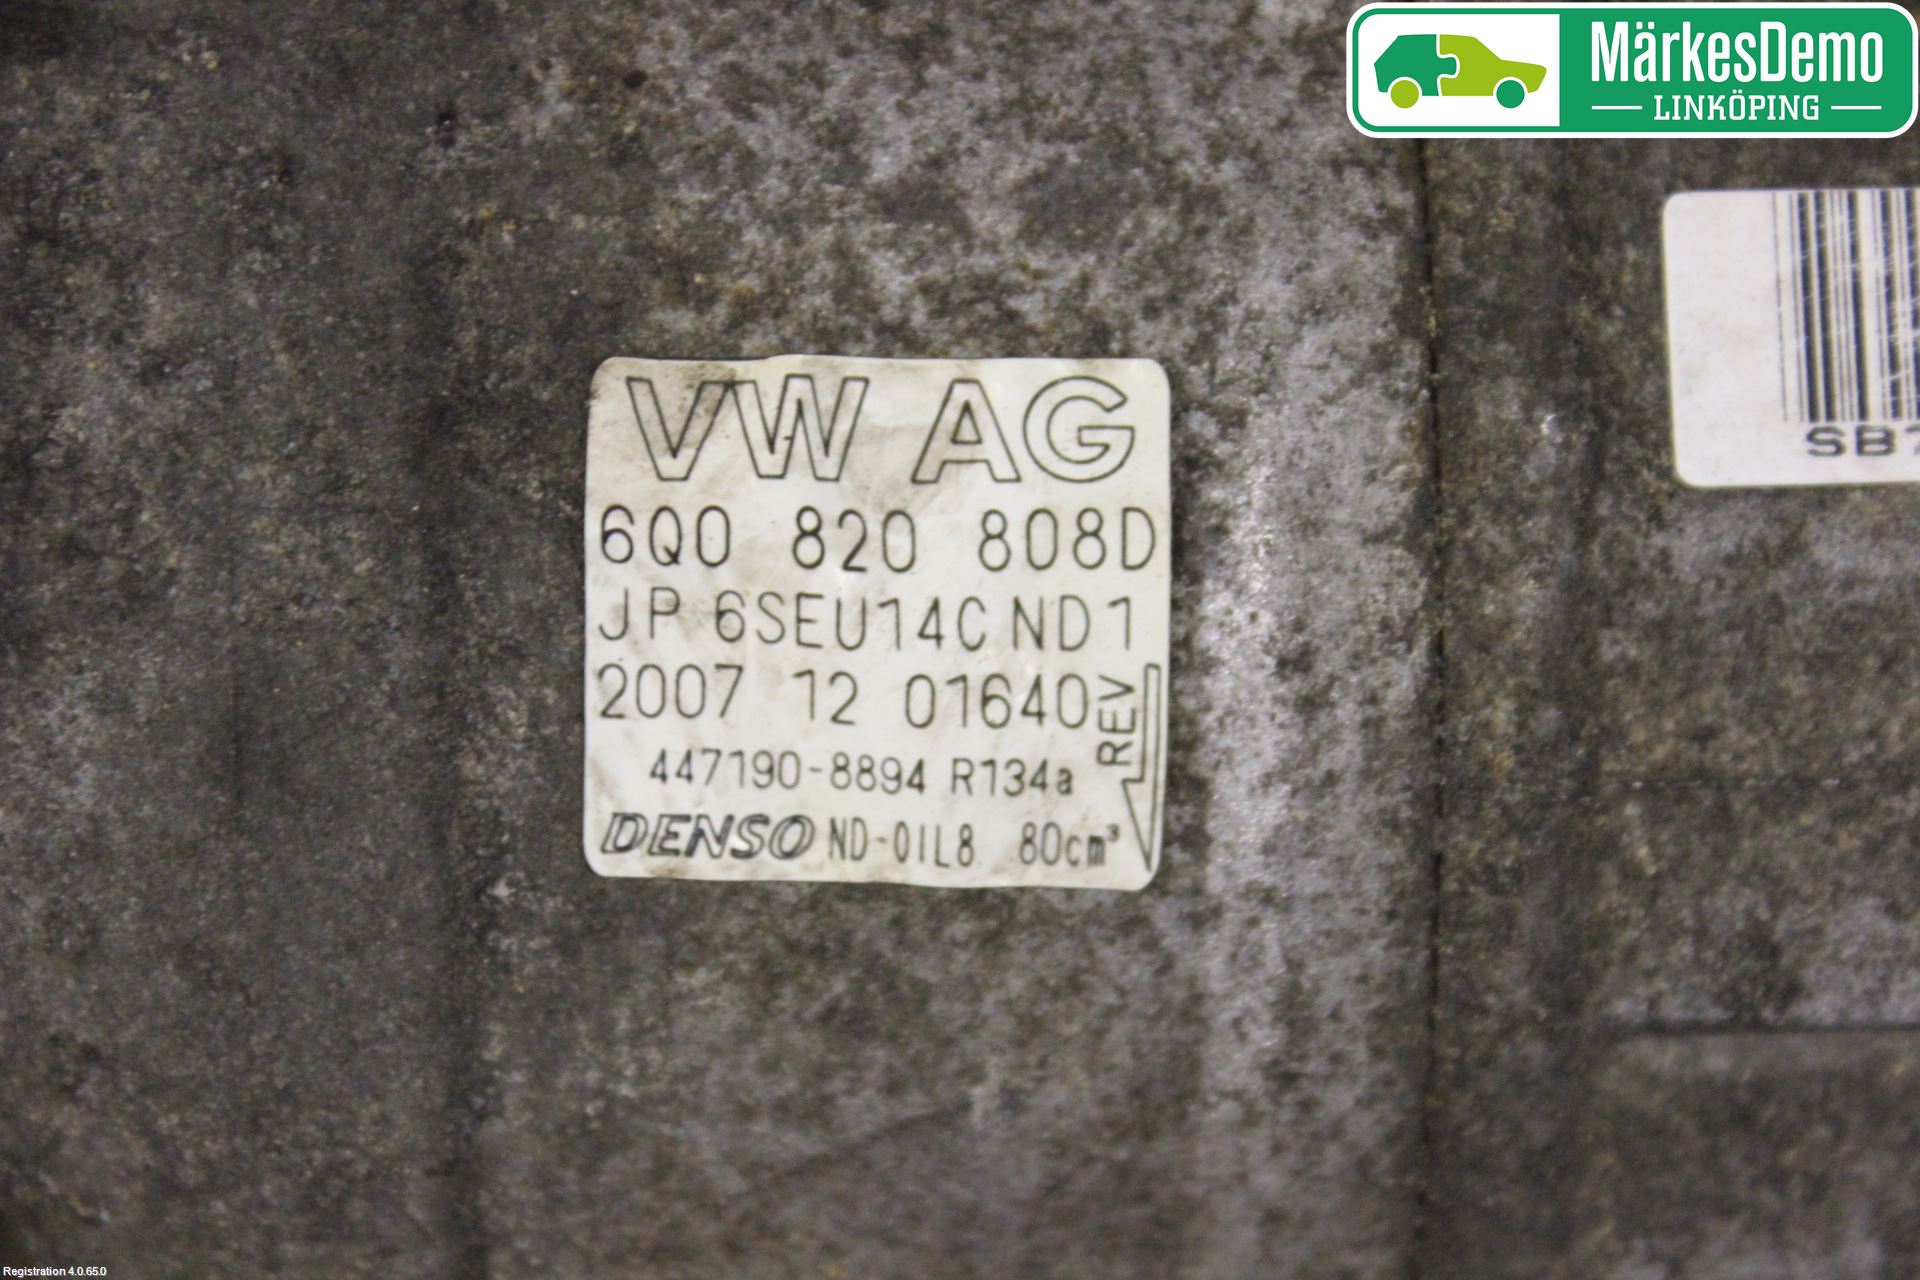 MärkesDemo
LINKÖPING
VW AG
6Q0 820 808D
JP 6SEU14C ND1
2007 12 01640
REV
447190-8894 R134a
DENSO ND-OIL8 80cm³
Registration 4.0.65.0